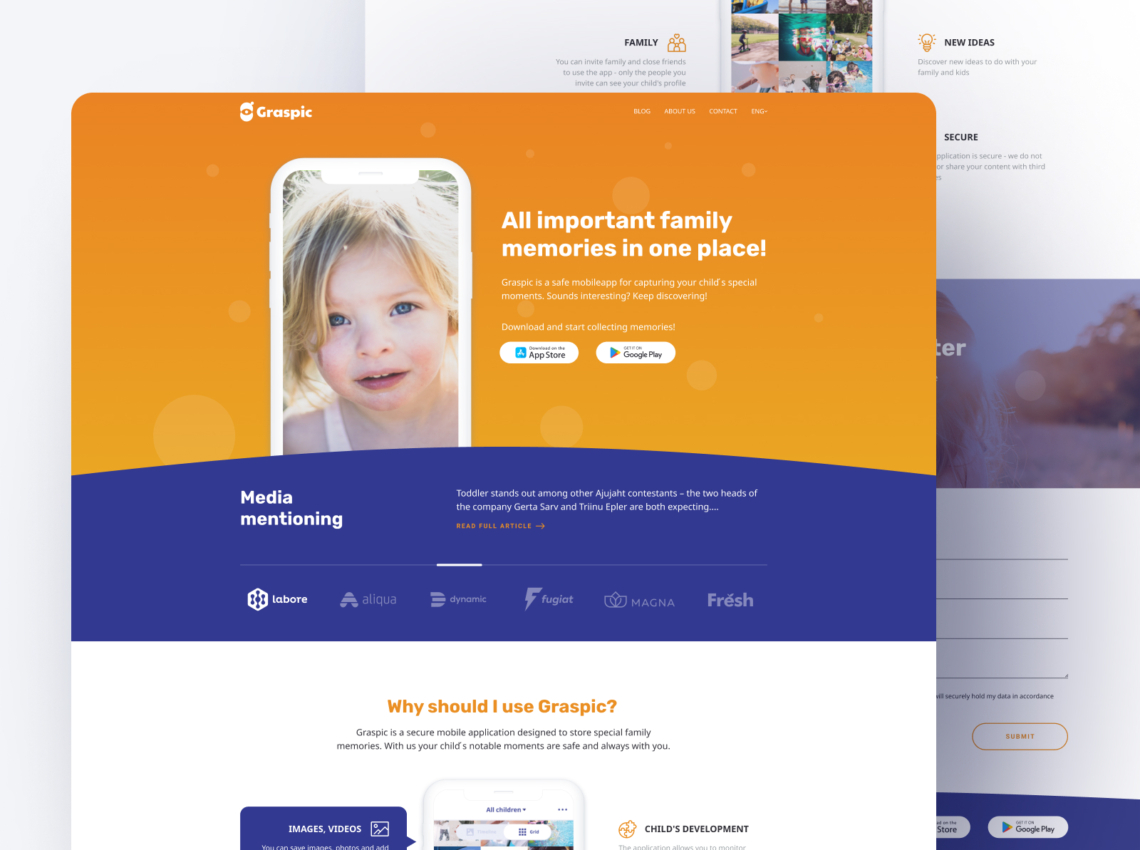 FAMILY
You can invite family and close friends
to use the app - only the people you
invite can see your child's profile
NEW IDEAS
Discover new ideas to do with your
family and kids
SECURE
application is secure - we do not
or share your content with third
Graspic
BLOG ABOUT US CONTACT ENG
All important family
memories in one place!
Graspic is a safe mobileapp for capturing your child´s special
moments. Sounds interesting? Keep discovering!
Download and start collecting memories!
Download on the
App Store
GET IT ON
Google Play
ter
Media
mentioning
Toddler stands out among other Ajujaht contestants – the two heads of
the company Gerta Sarv and Triinu Epler are both expecting....
READ FULL ARTICLE
labore aliqua dynamic fugiat MAGNA Frésh
will securely hold my data in accordance
SUBMIT
Why should I use Graspic?
Graspic is a secure mobile application designed to store special family
memories. With us your child´s notable moments are safe and always with you.
All children
Grid
IMAGES, VIDEOS
You can save images, photos and add
CHILD'S DEVELOPMENT
The application allows you to monitor
Store
GET IT ON
Google Play